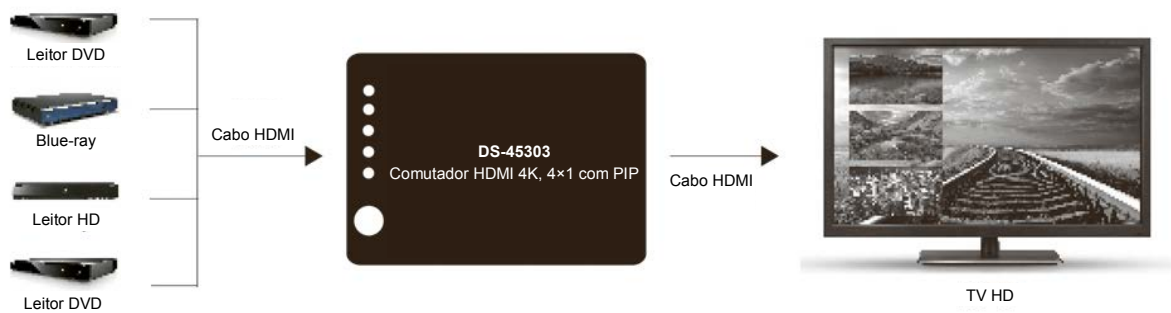 Leitor DVD
Blue-ray
Leitor HD
Leitor DVD
Cabo HDMI
DS-45303
Comutador HDMI 4K, 4×1 com PIP
Cabo HDMI
TV HD